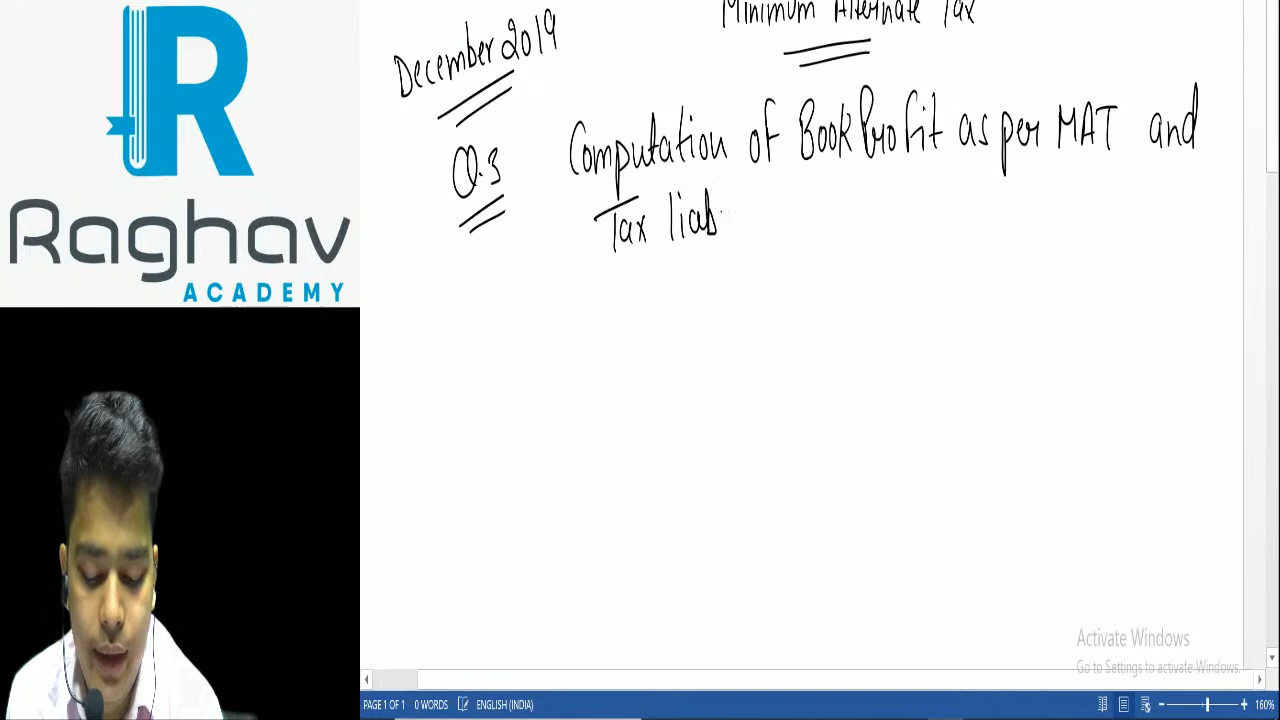 Minimum Alternate Tax
December 2019
Q.3 Computation of Book Profit as per MAT and
Tax liab
Raghav
ACADEMY
Activate Windows
Go to Settings to activate Windows.
PAGE 1 OF 1 0 WORDS ENGLISH (INDIA) 160%